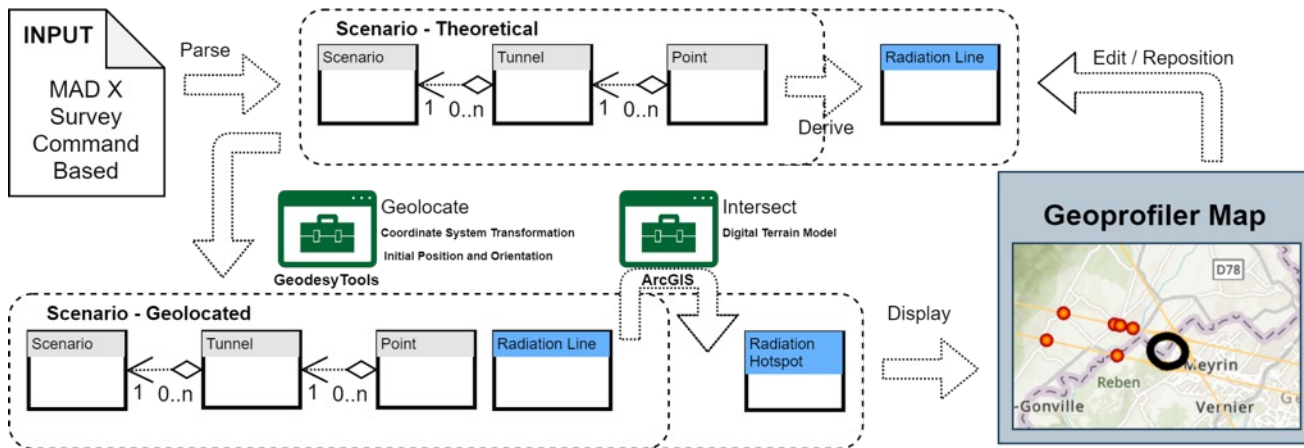 INPUT
MAD X
Survey
Command
Based
Parse
Scenario - Theoretical
Scenario
Tunnel
Point
1
0..n
1
0..n
Derive
Radiation Line
Edit / Reposition
Geolocate
Coordinate System Transformation
Initial Position and Orientation
GeodesyTools
Intersect
Digital Terrain Model
ArcGIS
Scenario - Geolocated
Scenario
Tunnel
Point
Radiation Line
1
0..n
1
0..n
Radiation
Hotspot
Display
Geoprofiler Map
D78
Meyrin
Reben
-Gonville
Vernier
Ge